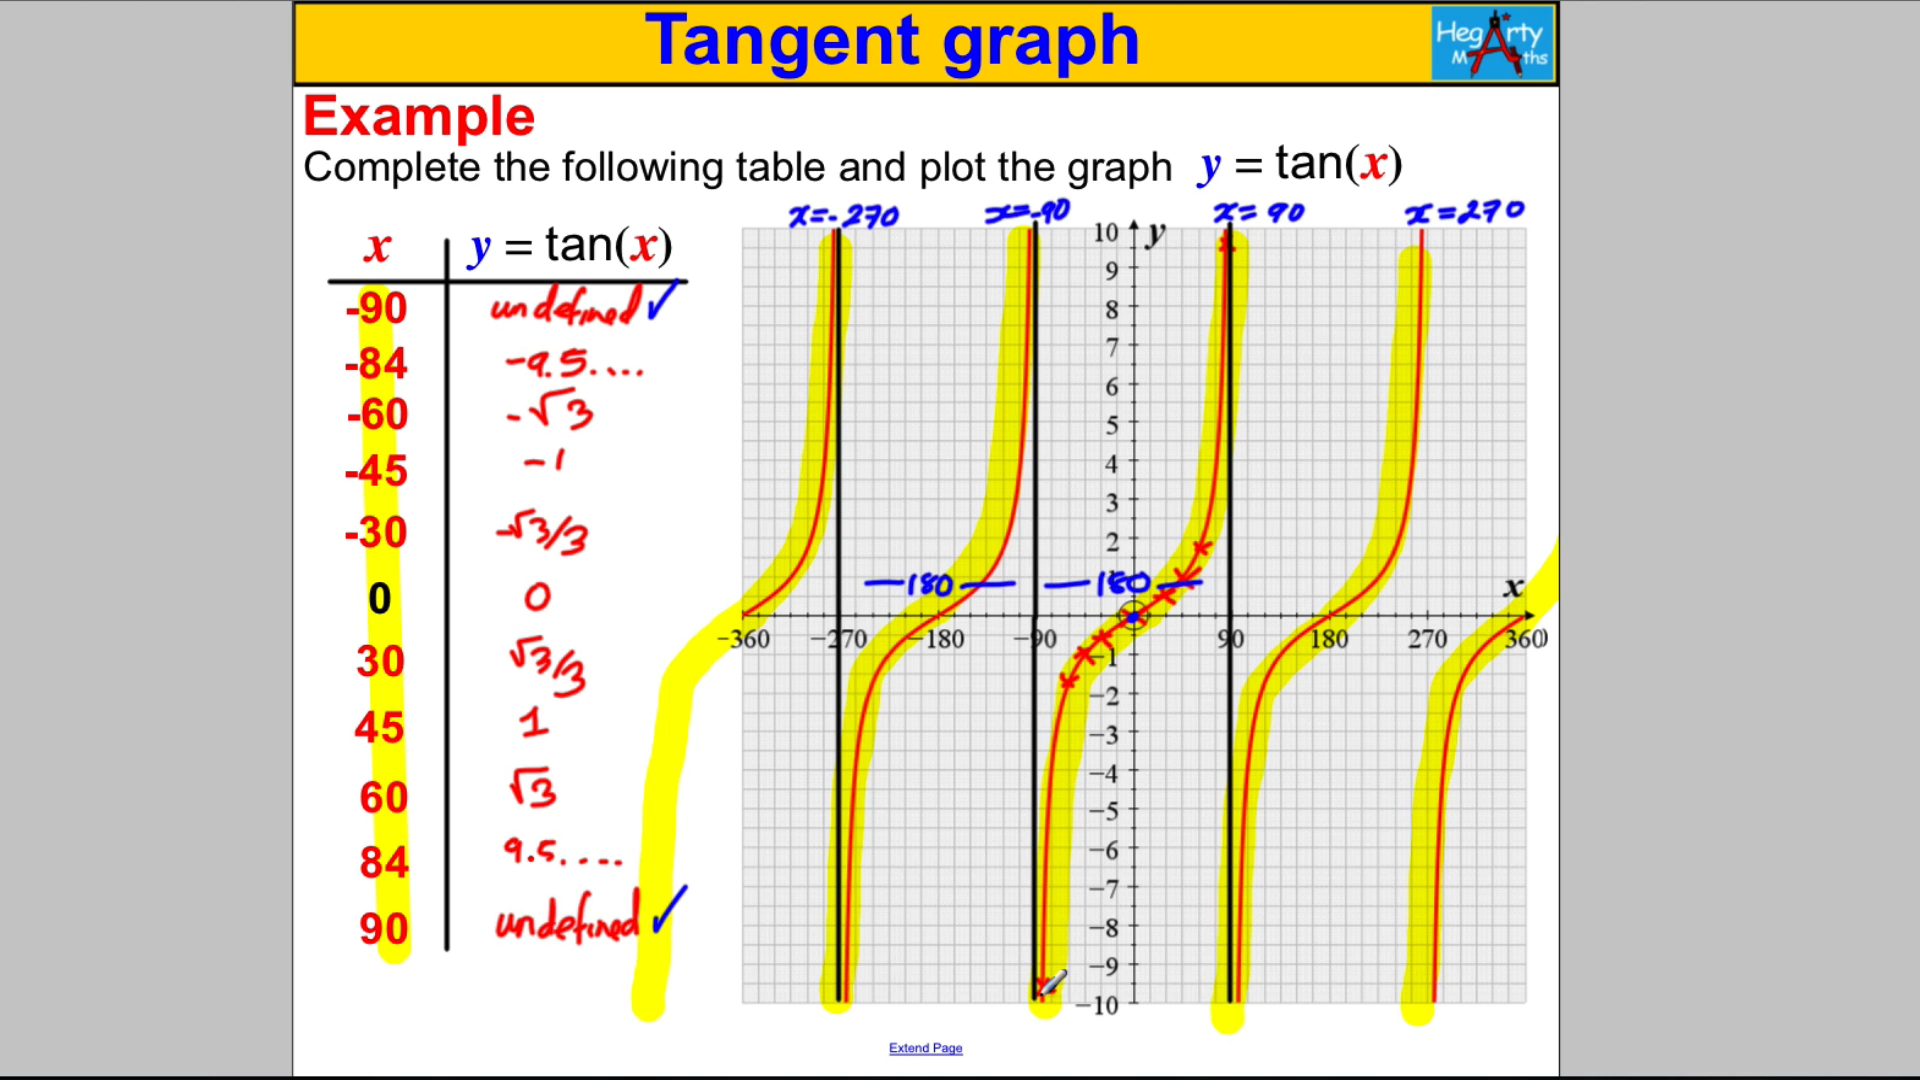 Tangent graph
Hegarty
Maths
Example
Complete the following table and plot the graph y = tan(x)
x y = tan(x)
-90 undefined ✓
-84 -9.5....
-60 -√3
-45 -1
-30 -√3/3
0 0
30 √3/3
45 1
60 √3
84 9.5....
90 undefined ✓
x=-270 x=-90 x=90 x=270
y
10
9
8
7
6
5
4
3
2
180 180
x
−360 −270 −180 −90 90 180 270 360
−1
−2
−3
−4
−5
−6
−7
−8
−9
−10
Extend Page